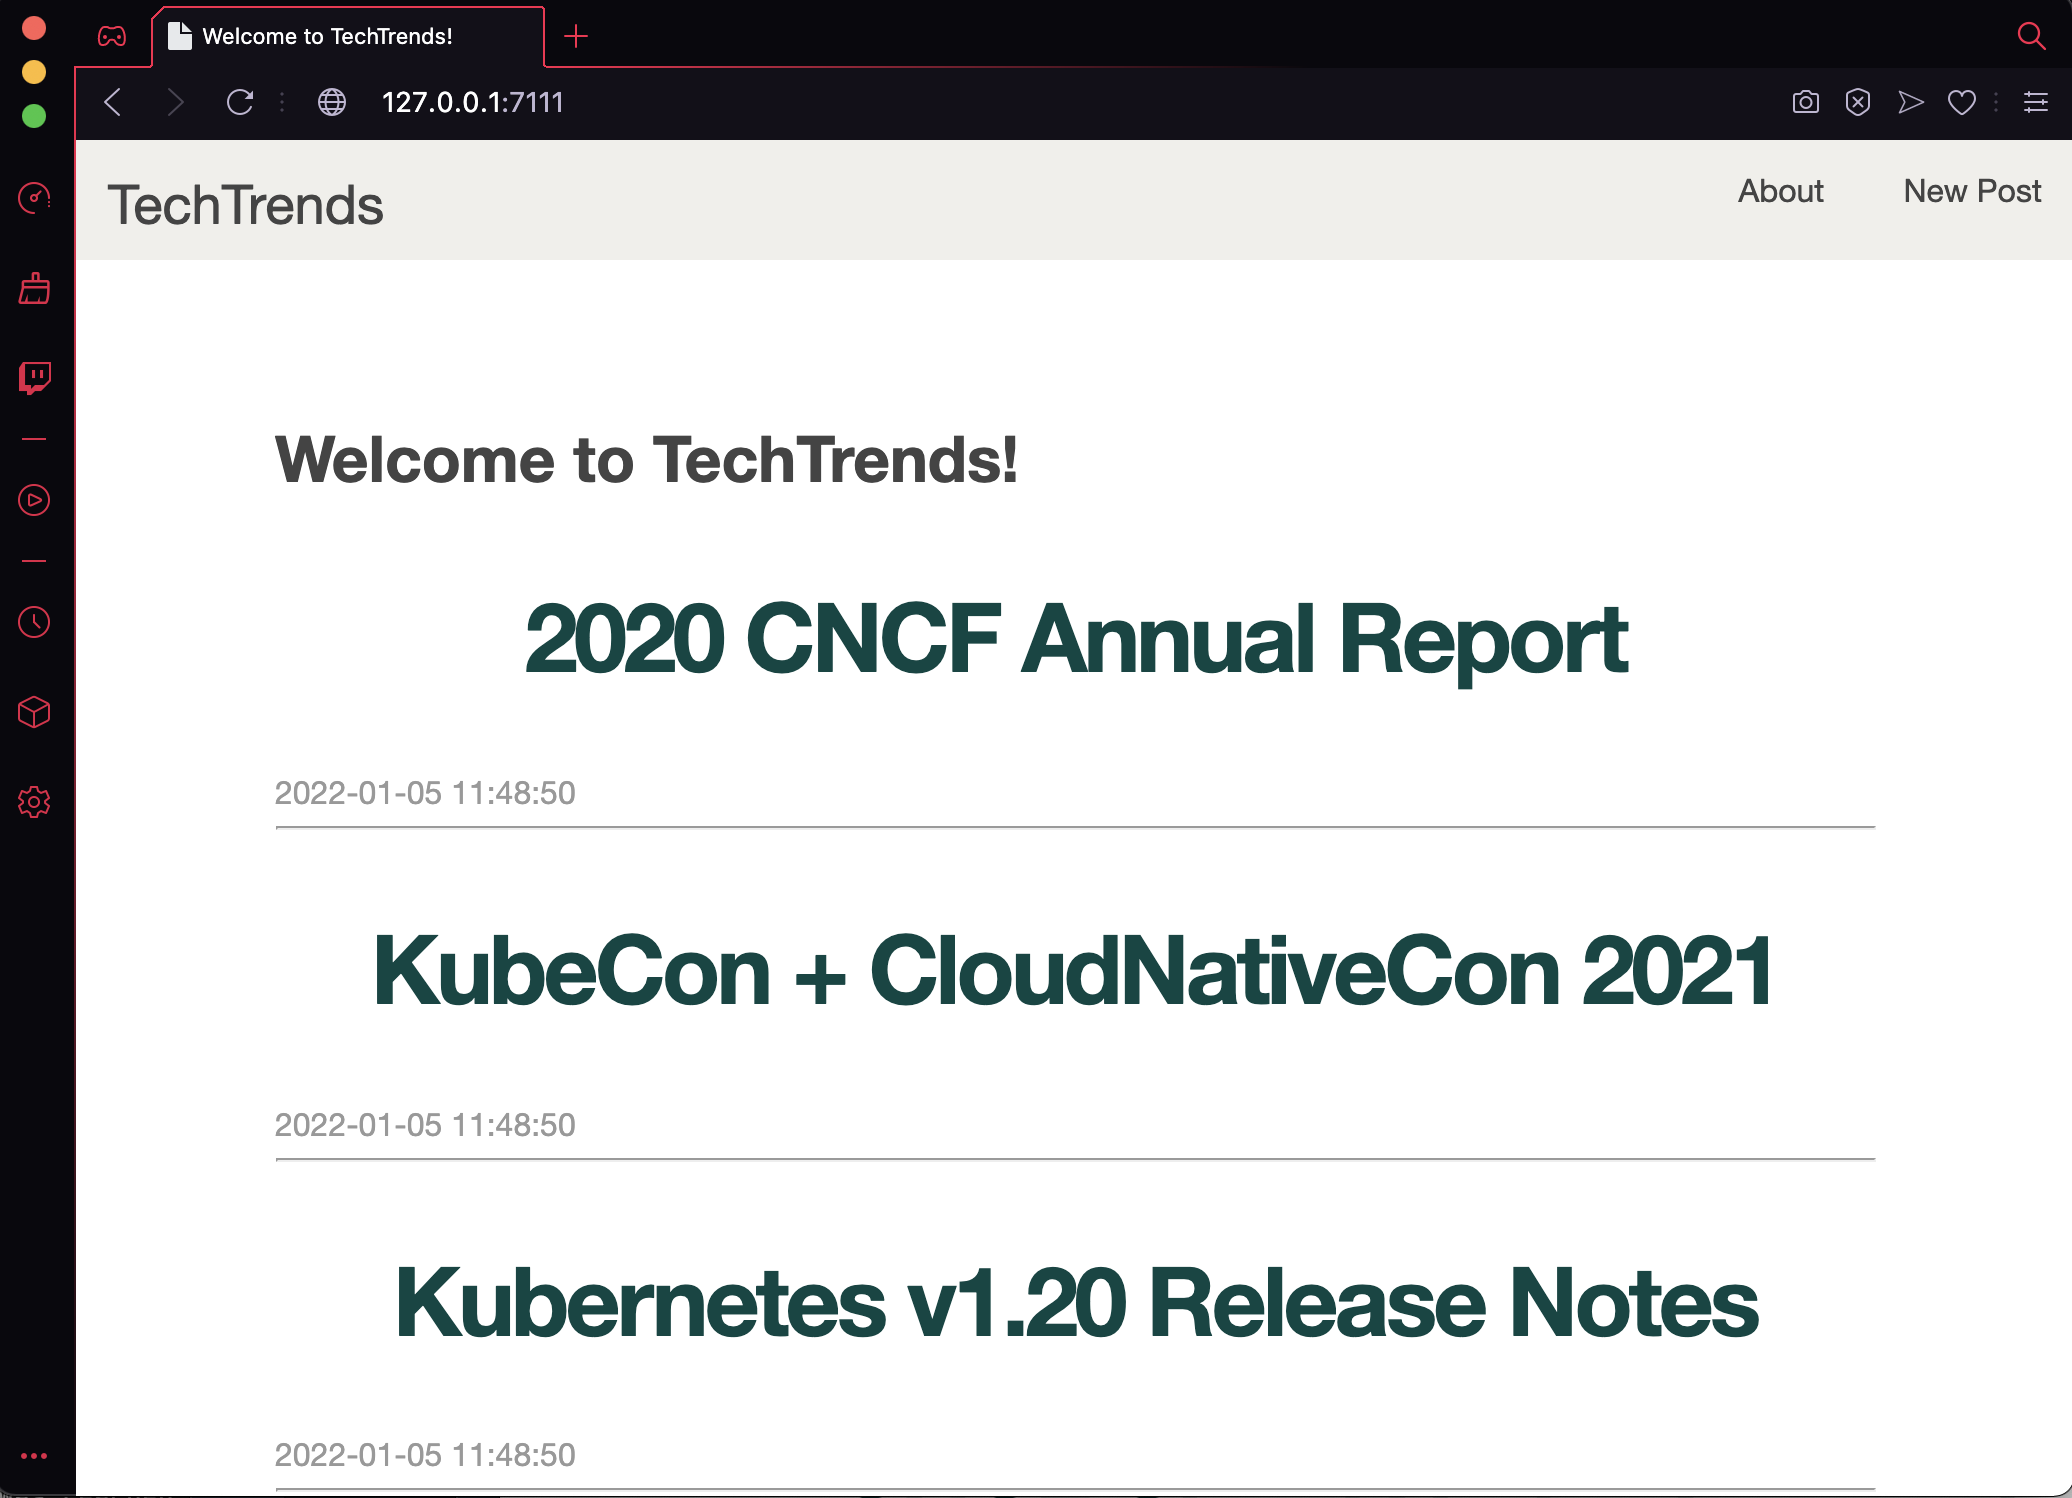 Welcome to TechTrends!
127.0.0.1:7111
TechTrends
About
New Post
Welcome to TechTrends!
2020 CNCF Annual Report
2022-01-05 11:48:50
KubeCon + CloudNativeCon 2021
2022-01-05 11:48:50
Kubernetes v1.20 Release Notes
2022-01-05 11:48:50